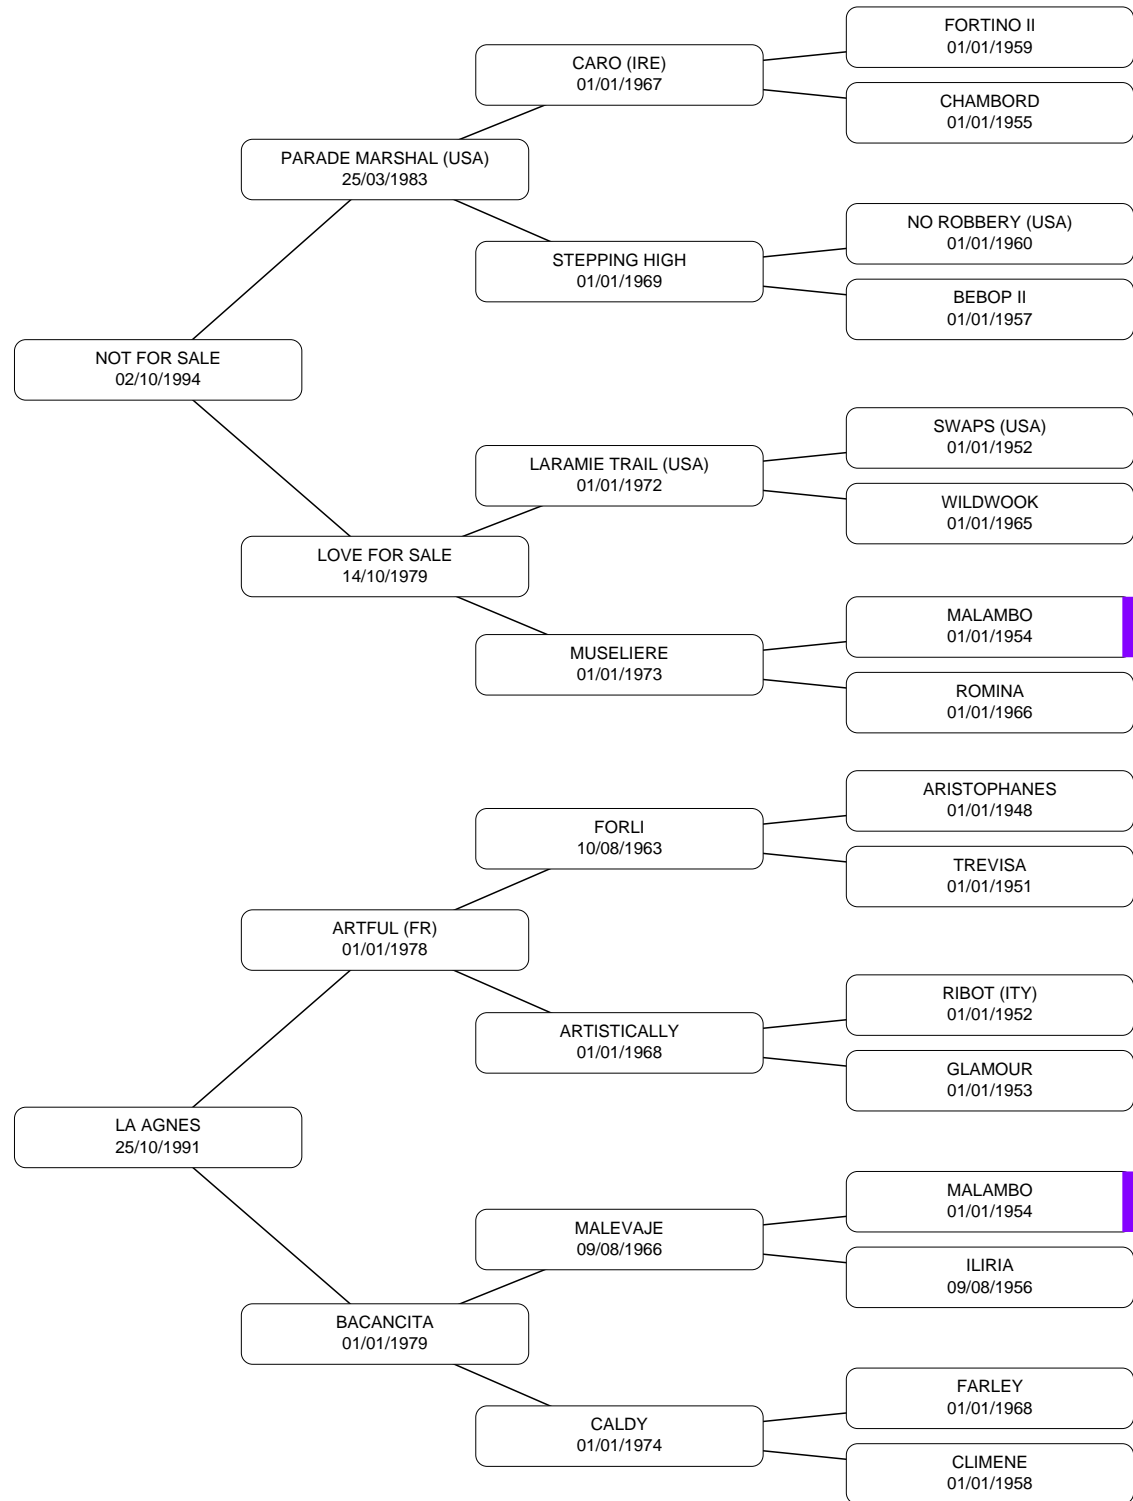 FORTINO II
01/01/1959
CARO (IRE)
01/01/1967
CHAMBORD
01/01/1955
PARADE MARSHAL (USA)
25/03/1983
NO ROBBERY (USA)
01/01/1960
STEPPING HIGH
01/01/1969
BEBOP II
01/01/1957
NOT FOR SALE
02/10/1994
SWAPS (USA)
01/01/1952
LARAMIE TRAIL (USA)
01/01/1972
WILDWOOK
01/01/1965
LOVE FOR SALE
14/10/1979
MALAMBO
01/01/1954
MUSELIERE
01/01/1973
ROMINA
01/01/1966
ARISTOPHANES
01/01/1948
FORLI
10/08/1963
TREVISA
01/01/1951
ARTFUL (FR)
01/01/1978
RIBOT (ITY)
01/01/1952
ARTISTICALLY
01/01/1968
GLAMOUR
01/01/1953
LA AGNES
25/10/1991
MALAMBO
01/01/1954
MALEVAJE
09/08/1966
ILIRIA
09/08/1956
BACANCITA
01/01/1979
FARLEY
01/01/1968
CALDY
01/01/1974
CLIMENE
01/01/1958